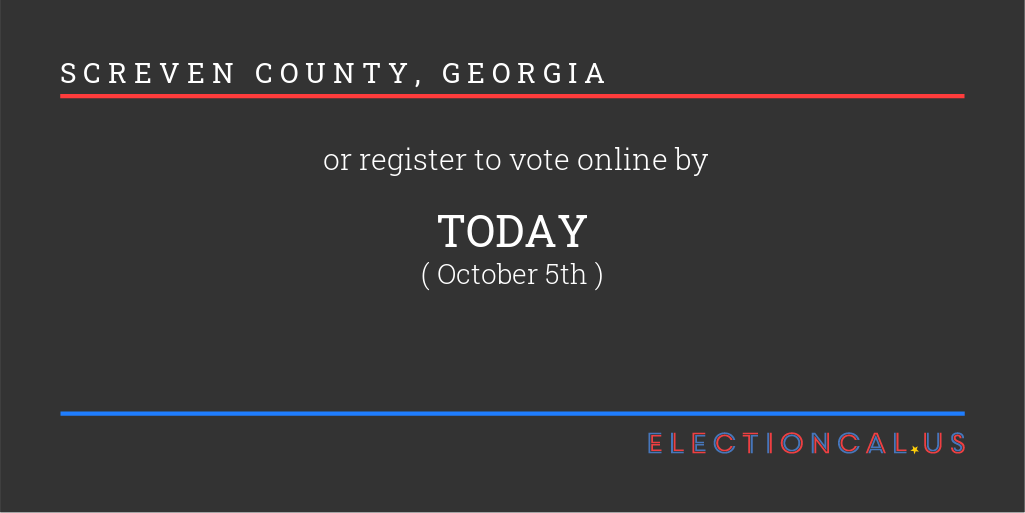 SCREVEN COUNTY, GEORGIA
or register to vote online by
TODAY
( October 5th )
ELECTIONCAL.US